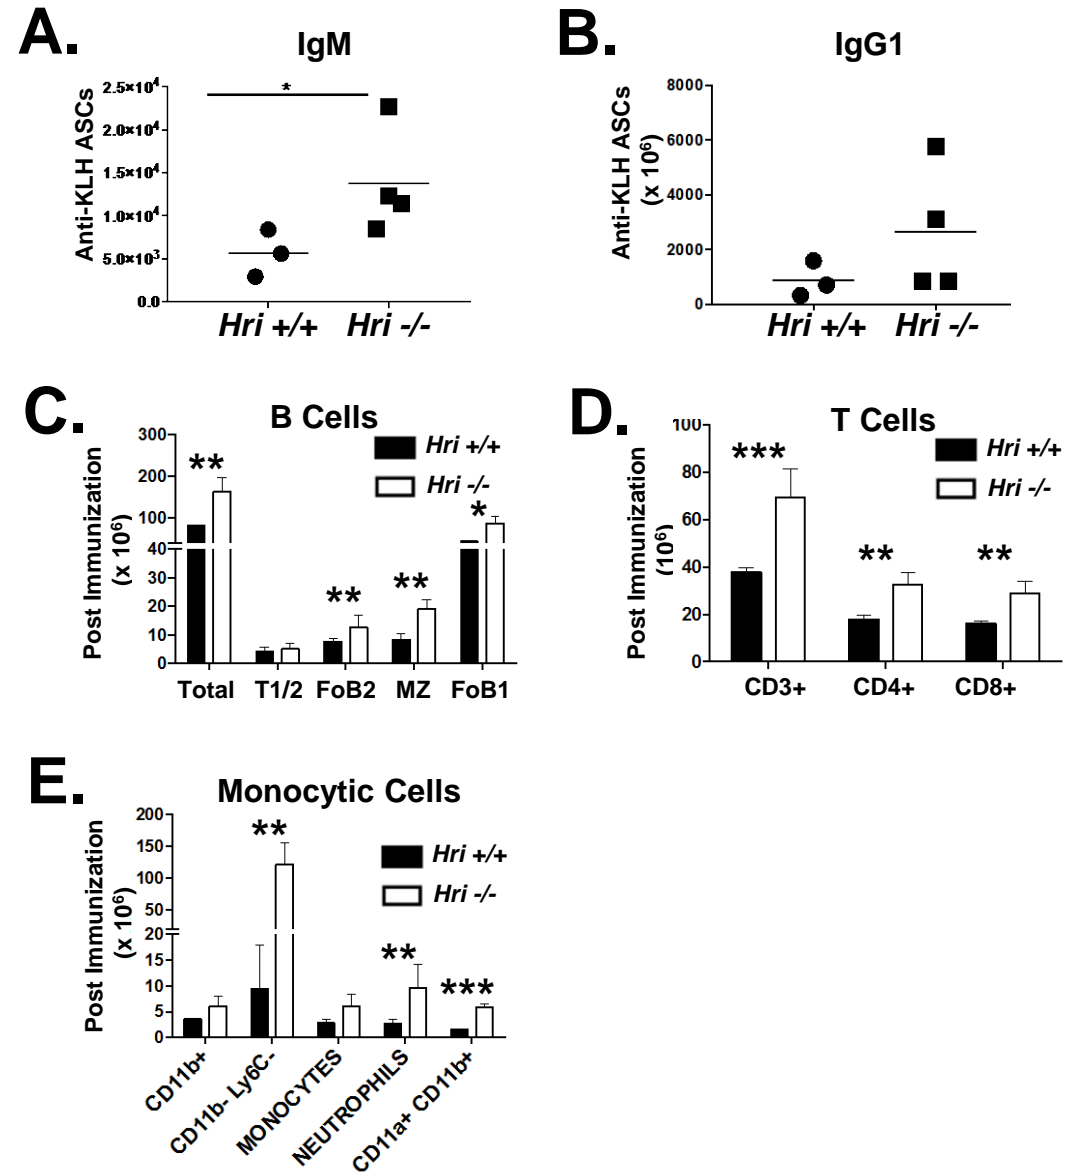 A.
IgM
Anti-KLH ASCs
2.5×10⁴
2.0×10⁴
1.5×10⁴
1.0×10⁴
5.0×10³
0.0
*
Hri +/+ Hri -/-
B.
IgG1
Anti-KLH ASCs
(x 10⁶)
8000
6000
4000
2000
0
Hri +/+ Hri -/-
C.
B Cells
Post Immunization
(x 10⁶)
300
200
100
40
30
20
10
0
Hri +/+
Hri -/-
**
**
**
*
Total T1/2 FoB2 MZ FoB1
D.
T Cells
Post Immunization
(10⁶)
100
80
60
40
20
0
Hri +/+
Hri -/-
***
**
**
CD3+ CD4+ CD8+
E.
Monocytic Cells
Post Immunization
(x 10⁶)
200
150
100
50
20
15
10
5
0
Hri +/+
Hri -/-
**
**
***
CD11b+
CD11b- Ly6C-
MONOCYTES
NEUTROPHILS
CD11a+ CD11b+